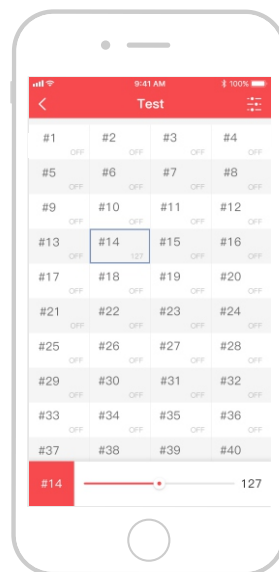 9:41 AM 100%
Test
#1 OFF #2 OFF #3 OFF #4 OFF
#5 OFF #6 OFF #7 OFF #8 OFF
#9 OFF #10 OFF #11 OFF #12 OFF
#13 OFF #14 127 #15 OFF #16 OFF
#17 OFF #18 OFF #19 OFF #20 OFF
#21 OFF #22 OFF #23 OFF #24 OFF
#25 OFF #26 OFF #27 OFF #28 OFF
#29 OFF #30 OFF #31 OFF #32 OFF
#33 OFF #34 OFF #35 OFF #36 OFF
#37 #38 #39 #40
#14 127